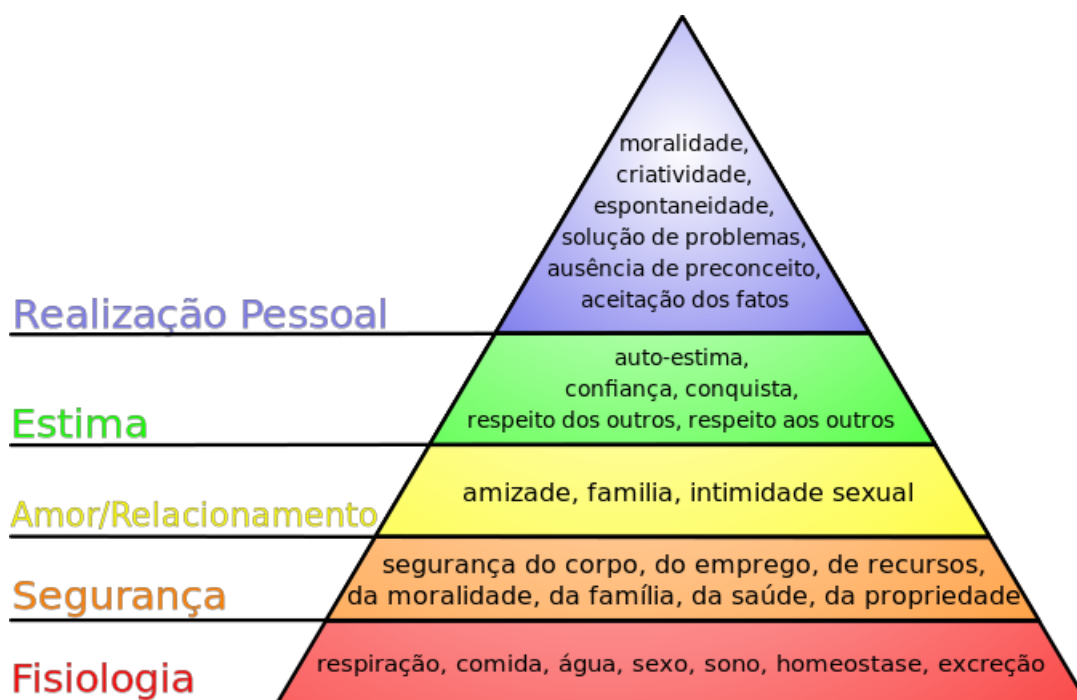 moralidade,
criatividade,
espontaneidade,
solução de problemas,
ausência de preconceito,
aceitação dos fatos
Realização Pessoal
auto-estima,
confiança, conquista,
respeito dos outros, respeito aos outros
Estima
amizade, familia, intimidade sexual
Amor/Relacionamento
segurança do corpo, do emprego, de recursos,
da moralidade, da família, da saúde, da propriedade
Segurança
respiração, comida, água, sexo, sono, homeostase, excreção
Fisiologia